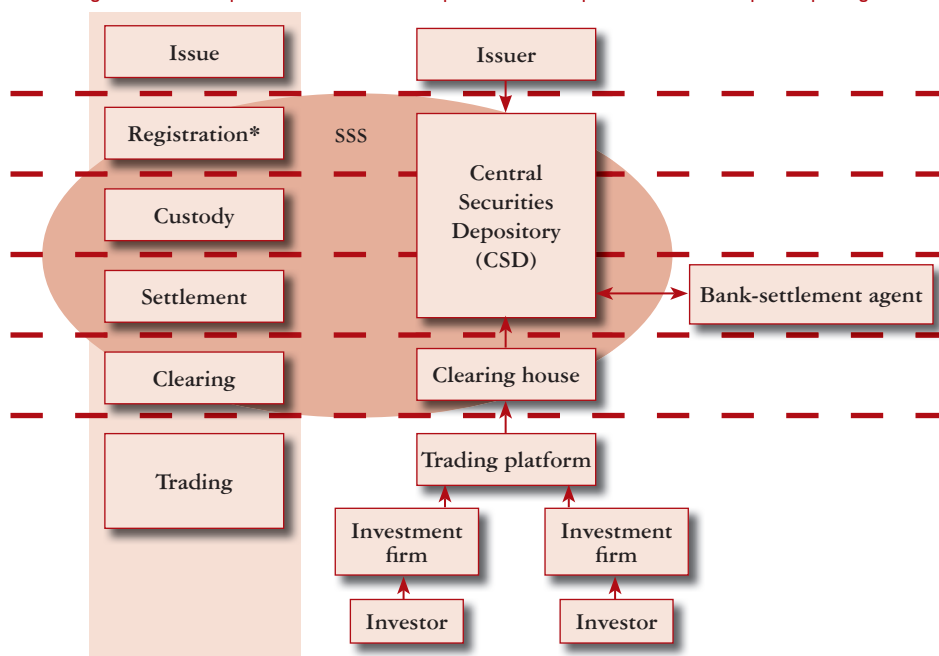 Issue
Issuer
Registration*
SSS
Central
Securities
Depository
(CSD)
Custody
Settlement
Bank-settlement agent
Clearing
Clearing house
Trading
Trading platform
Investment
firm
Investment
firm
Investor
Investor